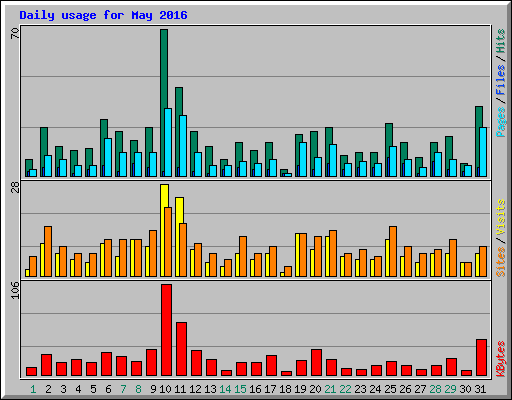 Daily usage for May 2016
70
28
106
Pages / Files / Hits
Sites / Visits
KBytes
1 2 3 4 5 6 7 8 9 10 11 12 13 14 15 16 17 18 19 20 21 22 23 24 25 26 27 28 29 30 31